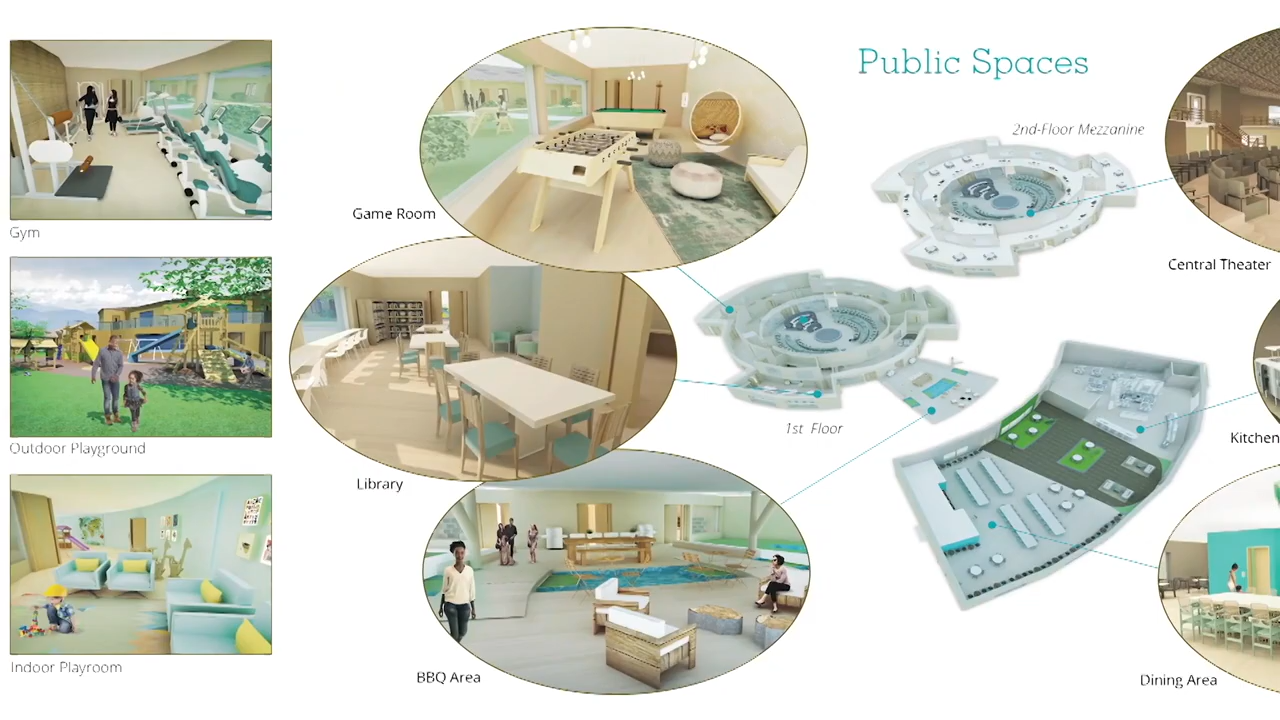 Public Spaces
2nd-Floor Mezzanine
Game Room
Gym
Central Theater
1st Floor
Outdoor Playground
Kitchen
Library
Indoor Playroom
BBQ Area
Dining Area